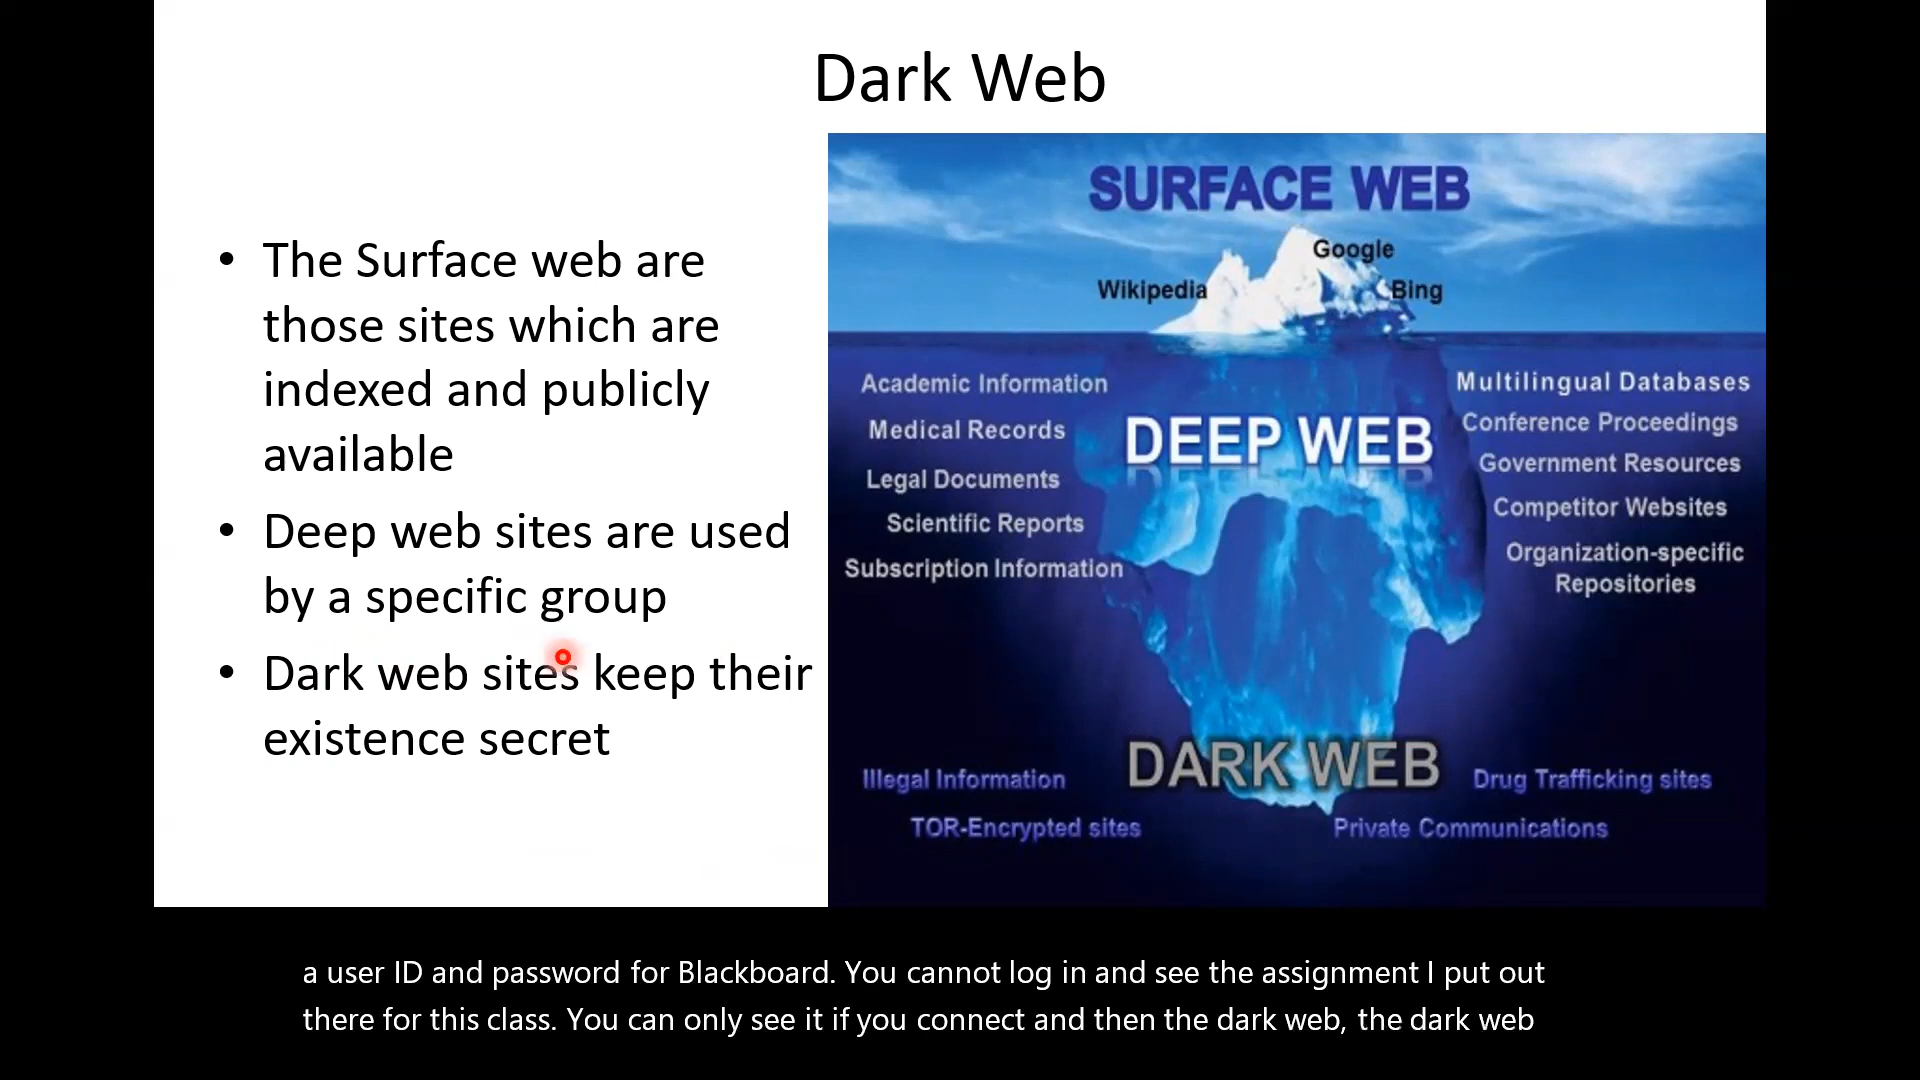 Dark Web
• The Surface web are
those sites which are
indexed and publicly
available
• Deep web sites are used
by a specific group
• Dark web sites keep their
existence secret
SURFACE WEB
Google
Wikipedia
Bing
Academic Information
Medical Records
Legal Documents
Scientific Reports
Subscription Information
DEEP WEB
Multilingual Databases
Conference Proceedings
Government Resources
Competitor Websites
Organization-specific
Repositories
DARK WEB
Illegal Information
TOR-Encrypted sites
Drug Trafficking sites
Private Communications
a user ID and password for Blackboard. You cannot log in and see the assignment I put out
there for this class. You can only see it if you connect and then the dark web, the dark web